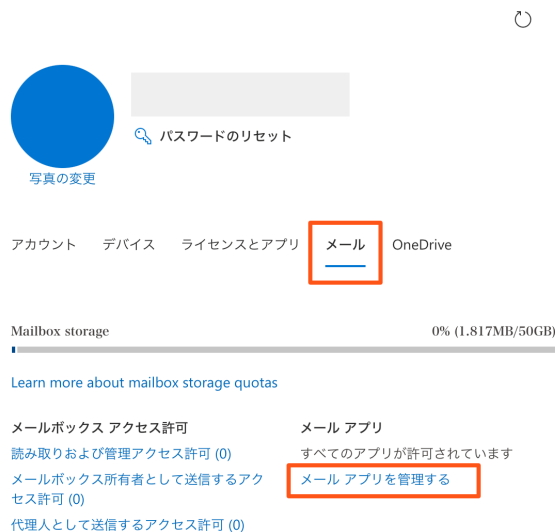 パスワードのリセット
写真の変更
アカウント デバイス ライセンスとアプリ メール OneDrive
Mailbox storage 0% (1.817MB/50GB)
Learn more about mailbox storage quotas
メールボックス アクセス許可
読み取りおよび管理アクセス許可 (0)
メールボックス所有者として送信するアク
セス許可 (0)
代理人として送信するアクセス許可 (0)
メール アプリ
すべてのアプリが許可されています
メール アプリを管理する